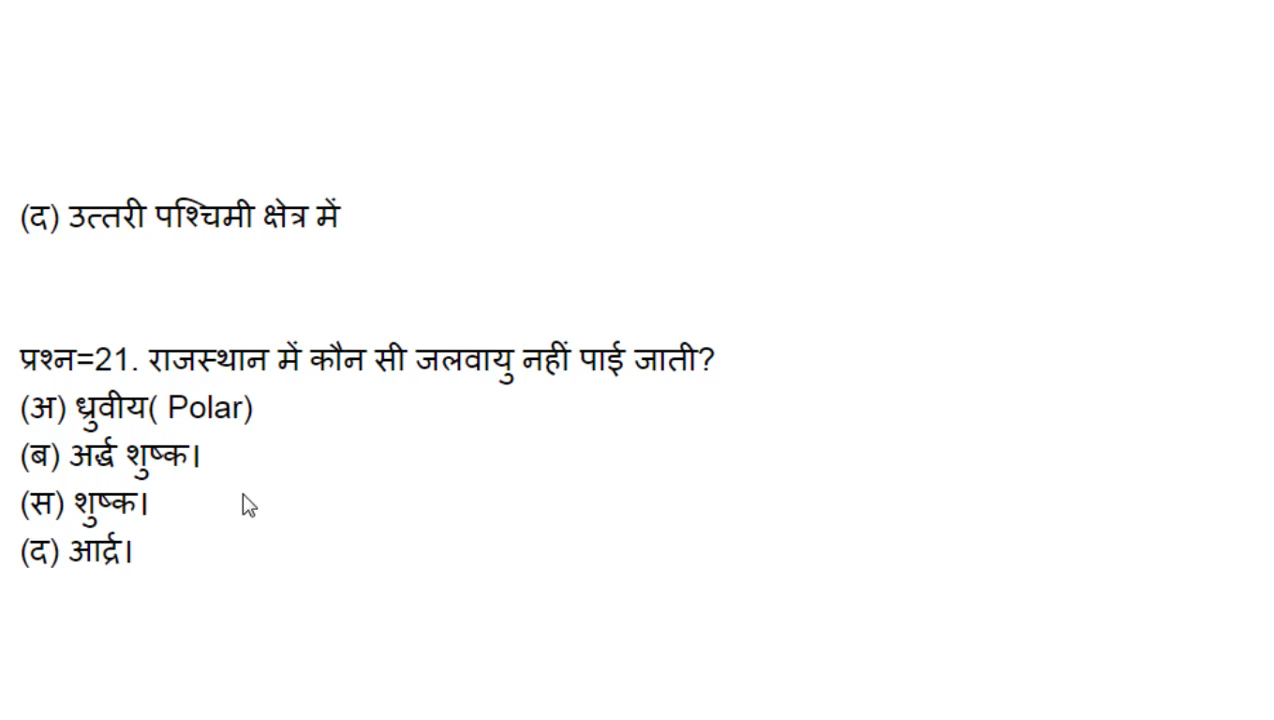 (द) उत्तरी पश्चिमी क्षेत्र में
प्रश्न=21. राजस्थान में कौन सी जलवायु नहीं पाई जाती?
(अ) ध्रुवीय( Polar)
(ब) अर्द्ध शुष्क।
(स) शुष्क।
(द) आर्द्र।